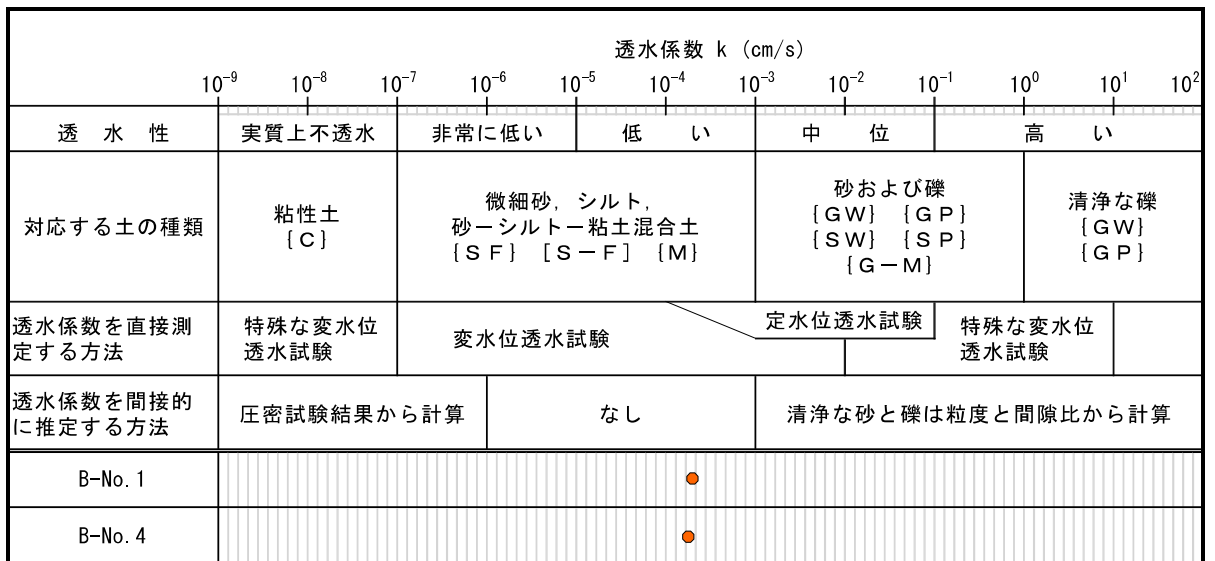 透水係数 k (cm/s)
10⁻⁹ 10⁻⁸ 10⁻⁷ 10⁻⁶ 10⁻⁵ 10⁻⁴ 10⁻³ 10⁻² 10⁻¹ 10⁰ 10¹ 10²
透 水 性 実質上不透水 非常に低い 低 い 中 位 高 い
対応する土の種類
粘性土
{C}
微細砂, シルト,
砂ーシルトー粘土混合土
{SF} [S-F] {M}
砂および礫
{GW} {GP}
{SW} {SP}
{G-M}
清浄な礫
{GW}
{GP}
透水係数を直接測
定する方法
特殊な変水位
透水試験
変水位透水試験
定水位透水試験
特殊な変水位
透水試験
透水係数を間接的
に推定する方法
圧密試験結果から計算
なし
清浄な砂と礫は粒度と間隙比から計算
B-No.1
B-No.4